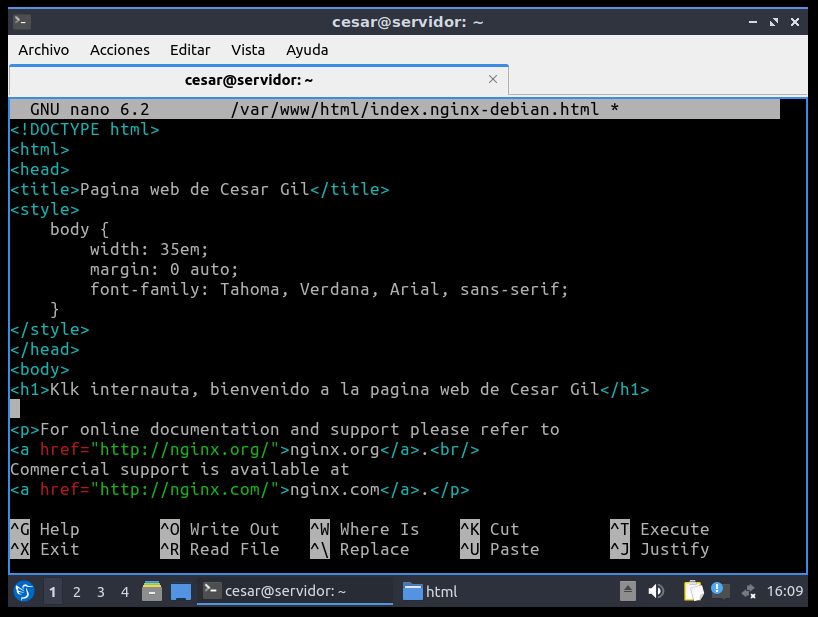 cesar@servidor: ~
Archivo Acciones Editar Vista Ayuda
cesar@servidor: ~
GNU nano 6.2 /var/www/html/index.nginx-debian.html *
<!DOCTYPE html>
<html>
<head>
<title>Pagina web de Cesar Gil</title>
<style>
    body {
        width: 35em;
        margin: 0 auto;
        font-family: Tahoma, Verdana, Arial, sans-serif;
    }
</style>
</head>
<body>
<h1>Klk internauta, bienvenido a la pagina web de Cesar Gil</h1>
<p>For online documentation and support please refer to
<a href="http://nginx.org/">nginx.org</a>.<br/>
Commercial support is available at
<a href="http://nginx.com/">nginx.com</a>.</p>
^G Help ^O Write Out ^W Where Is ^K Cut ^T Execute
^X Exit ^R Read File ^\ Replace ^U Paste ^J Justify
1 2 3 4 cesar@servidor: ~ html 16:09